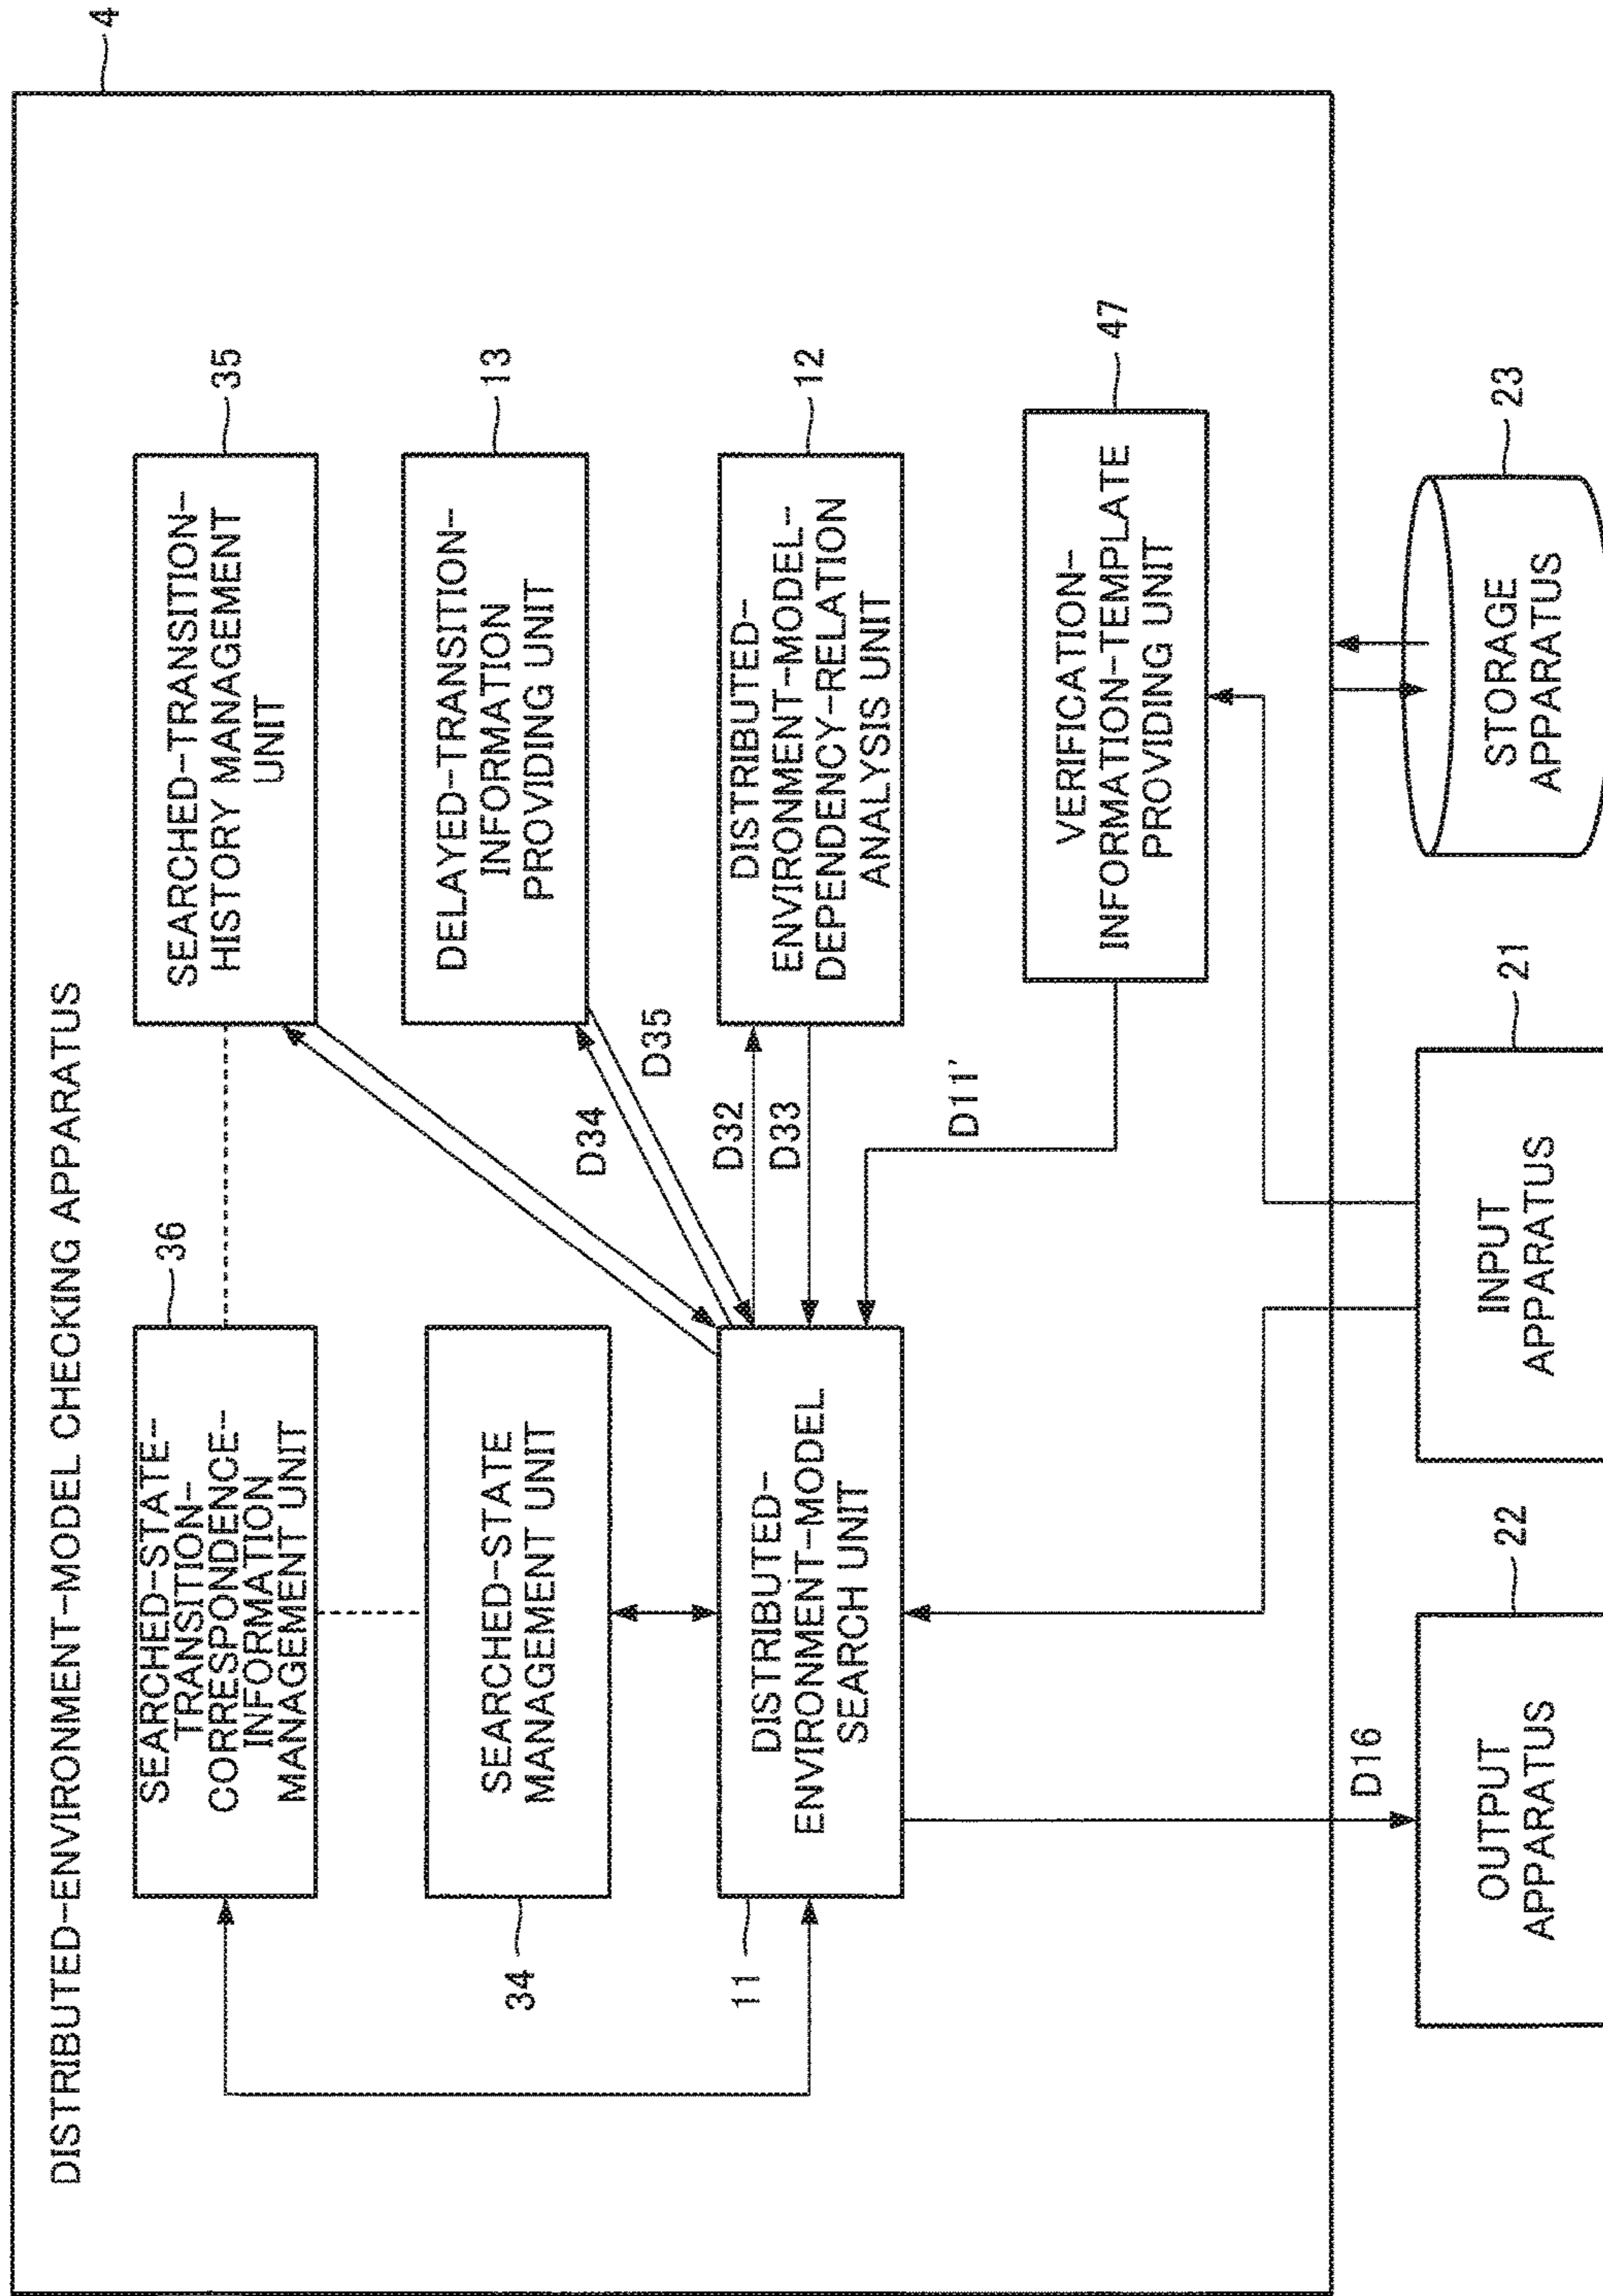 DISTRIBUTED-ENVIRONMENT-MODEL CHECKING APPARATUS
4
36
SEARCHED-STATE-
TRANSITION-
CORRESPONDENCE-
INFORMATION
MANAGEMENT UNIT
35
SEARCHED-TRANSITION-
HISTORY MANAGEMENT
UNIT
34
SEARCHED-STATE
MANAGEMENT UNIT
13
DELAYED-TRANSITION-
INFORMATION
PROVIDING UNIT
D34
D35
11
DISTRIBUTED-
ENVIRONMENT-MODEL
SEARCH UNIT
D32
D33
12
DISTRIBUTED-
ENVIRONMENT-MODEL-
DEPENDENCY-RELATION
ANALYSIS UNIT
D11'
47
VERIFICATION-
INFORMATION-TEMPLATE
PROVIDING UNIT
D16
22
OUTPUT
APPARATUS
21
INPUT
APPARATUS
23
STORAGE
APPARATUS